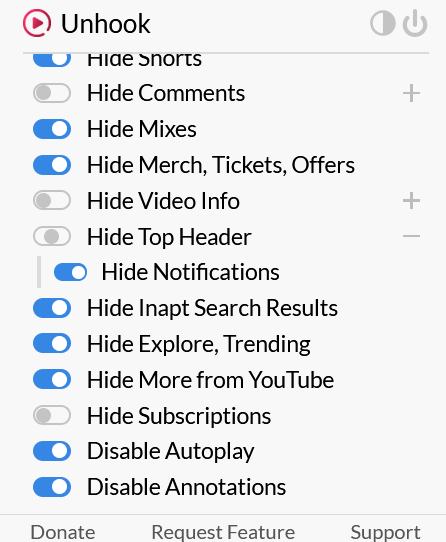 Unhook
Hide Shorts
Hide Comments
Hide Mixes
Hide Merch, Tickets, Offers
Hide Video Info
Hide Top Header
Hide Notifications
Hide Inapt Search Results
Hide Explore, Trending
Hide More from YouTube
Hide Subscriptions
Disable Autoplay
Disable Annotations
Donate Request Feature Support